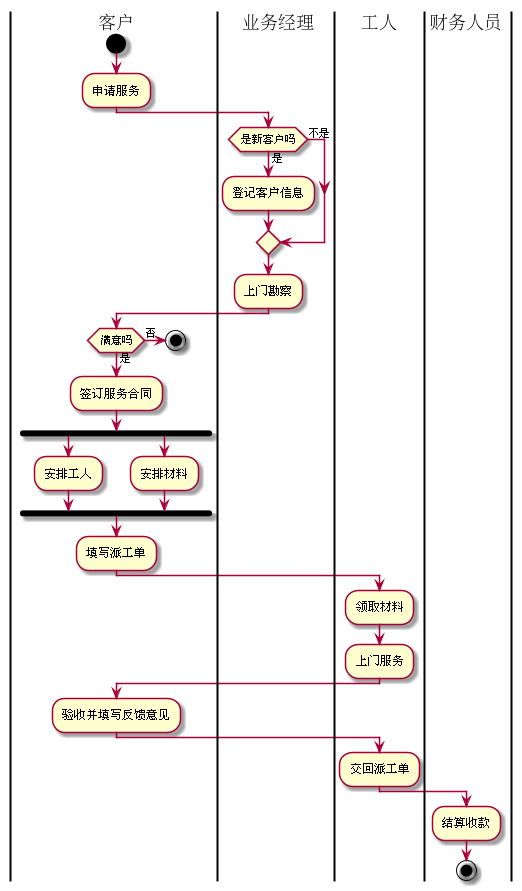 客户
业务经理
工人
财务人员
申请服务
是新客户吗
不是
是
登记客户信息
上门勘察
满意吗
否
是
签订服务合同
安排工人
安排材料
填写派工单
领取材料
上门服务
验收并填写反馈意见
交回派工单
结算收款